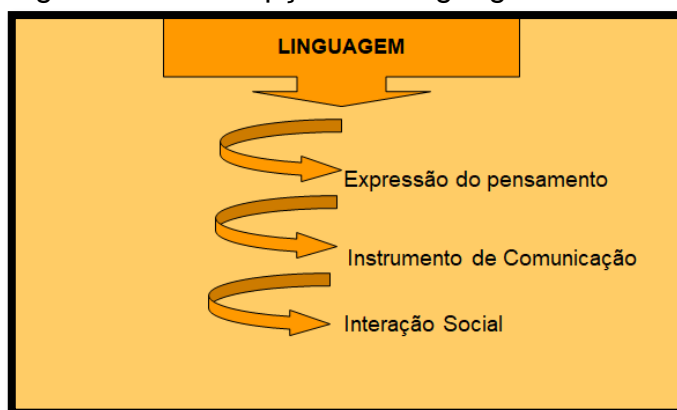 LINGUAGEM
Expressão do pensamento
Instrumento de Comunicação
Interação Social